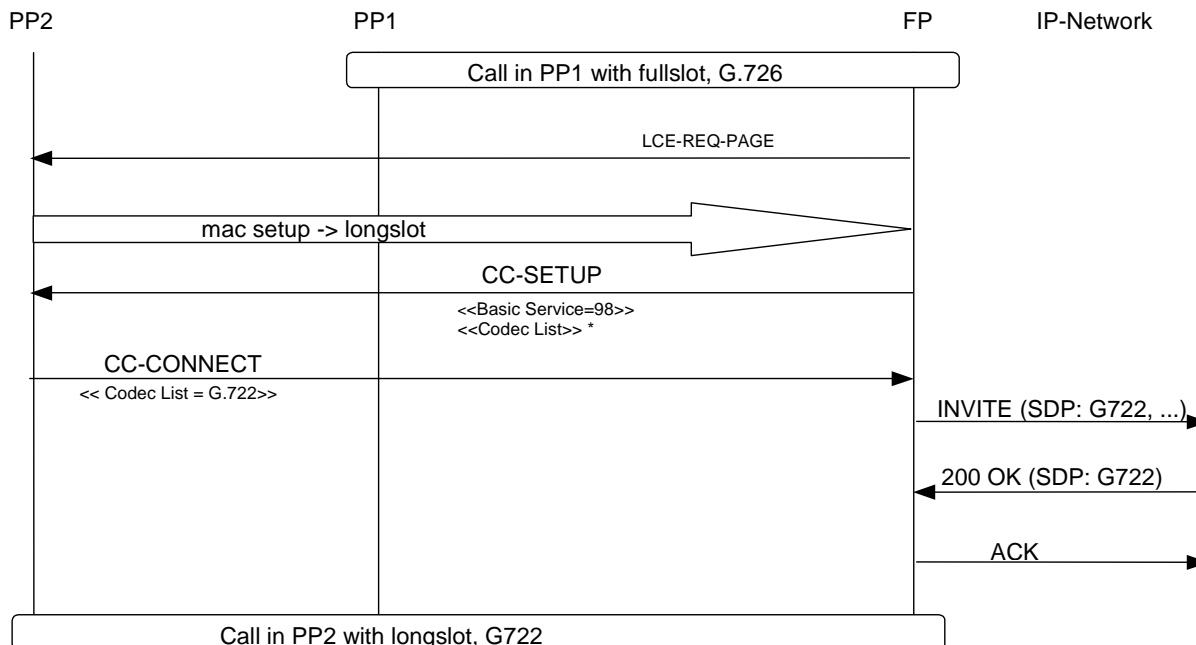 PP2 PP1 FP IP-Network
Call in PP1 with fullslot, G.726
LCE-REQ-PAGE
mac setup -> longslot
CC-SETUP
<<Basic Service=98>>
<<Codec List>> *
CC-CONNECT
<< Codec List = G.722>>
INVITE (SDP: G722, ...)
200 OK (SDP: G722)
ACK
Call in PP2 with longslot, G722